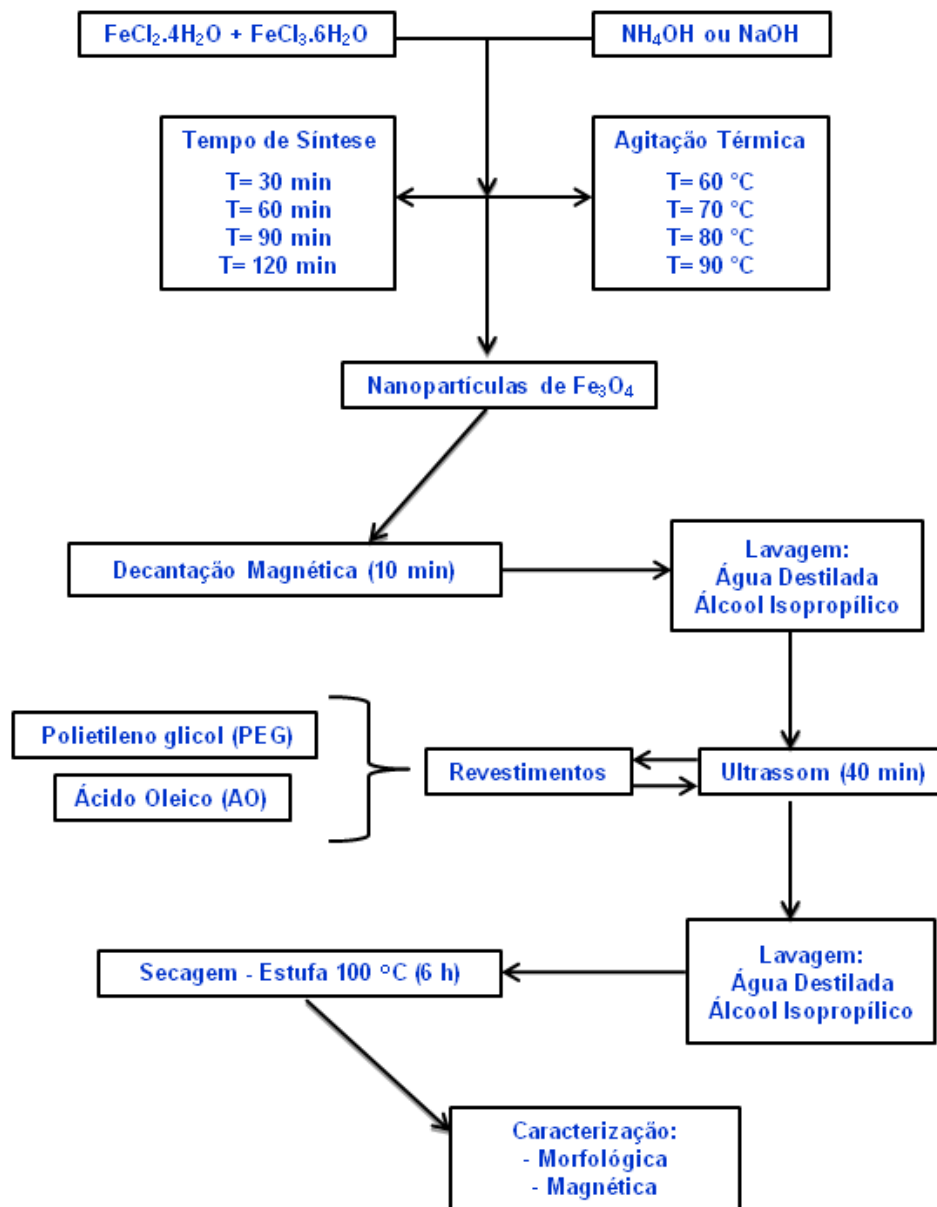 FeCl₂.4H₂O + FeCl₃.6H₂O
NH₄OH ou NaOH
Tempo de Síntese
T= 30 min
T= 60 min
T= 90 min
T= 120 min
Agitação Térmica
T= 60 °C
T= 70 °C
T= 80 °C
T= 90 °C
Nanopartículas de Fe₃O₄
Decantação Magnética (10 min)
Lavagem:
Água Destilada
Álcool Isopropílico
Polietileno glicol (PEG)
Ácido Oleico (AO)
Revestimentos
Ultrassom (40 min)
Lavagem:
Água Destilada
Álcool Isopropílico
Secagem - Estufa 100 °C (6 h)
Caracterização:
- Morfológica
- Magnética